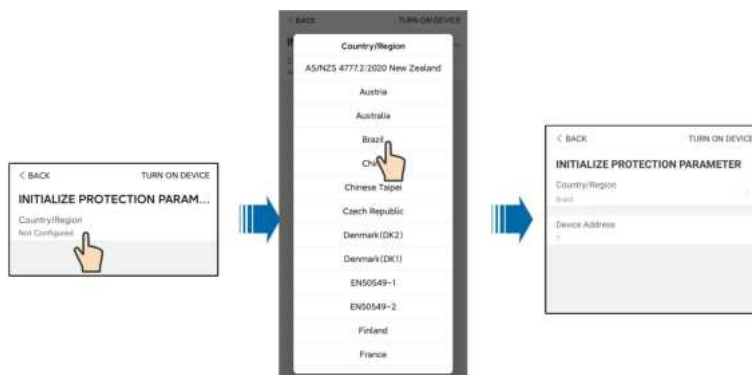 < BACK TURN ON DEVICE
INITIALIZE PROTECTION PARAM...
Country/Region
Not Configured
< BACK TURN ON DEVICE
Country/Region
AS/NZS 4777.2:2020 New Zealand
Austria
Australia
Brazil
Chinese Taipei
Czech Republic
Denmark(DK2)
Denmark(DK1)
EN50549-1
EN50549-2
Finland
France
< BACK TURN ON DEVICE
INITIALIZE PROTECTION PARAMETER
Country/Region
Brazil
Device Address